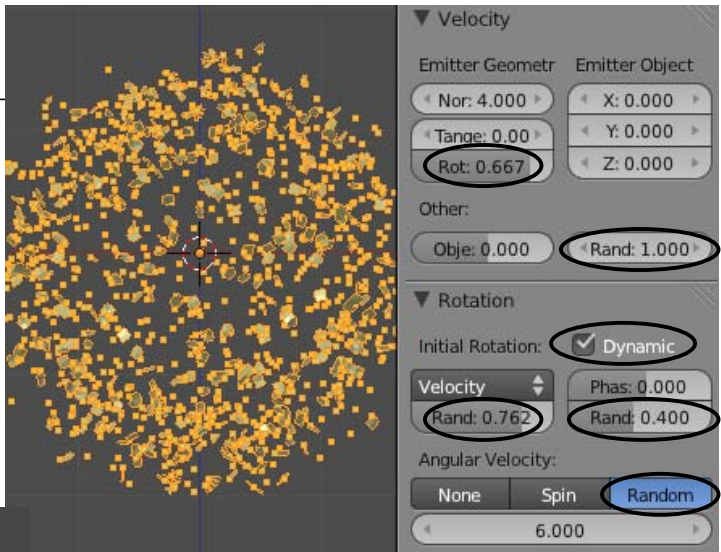 Velocity
Emitter Geometr Emitter Object
Nor: 4.000 X: 0.000
Tange: 0.00 Y: 0.000
Rot: 0.667 Z: 0.000
Other:
Obje: 0.000 Rand: 1.000
Rotation
Initial Rotation: Dynamic
Velocity Phas: 0.000
Rand: 0.762 Rand: 0.400
Angular Velocity:
None Spin Random
6.000